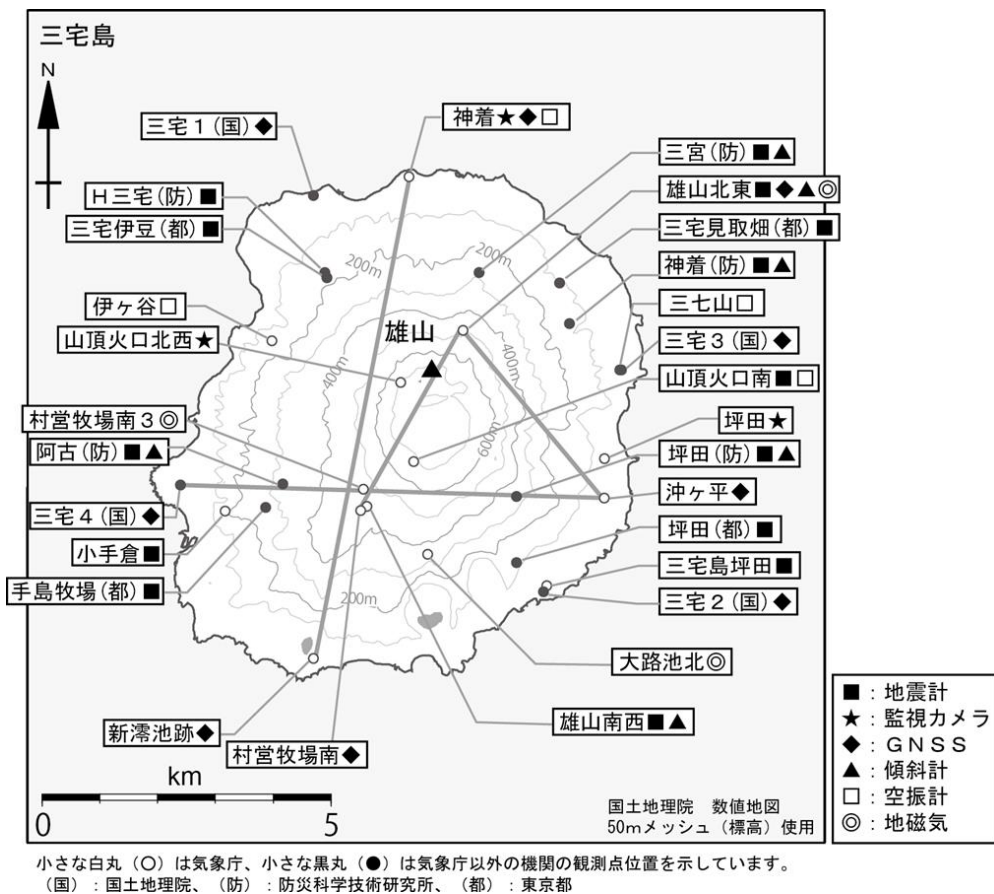 三宅島
N
神着★◆□
三宅1(国)◆
三宮(防)■▲
雄山北東■◆▲◎
H三宅(防)■
三宅伊豆(都)■
三宅見取畑(都)■
神着(防)■▲
200m
200m
伊ヶ谷□
三七山□
山頂火口北西★
雄山
三宅3(国)◆
400m
400m
山頂火口南■□
村営牧場南3◎
坪田★
600m
阿古(防)■▲
坪田(防)■▲
沖ヶ平◆
三宅4(国)◆
坪田(都)■
小手倉■
三宅島坪田■
手島牧場(都)■
200m
三宅2(国)◆
大路池北◎
新澪池跡◆
雄山南西■▲
村営牧場南◆
km
0 5
国土地理院 数値地図
50mメッシュ(標高)使用
■:地震計
★:監視カメラ
◆:GNSS
▲:傾斜計
□:空振計
◎:地磁気
小さな白丸(○)は気象庁、小さな黒丸(●)は気象庁以外の機関の観測点位置を示しています。
(国):国土地理院、(防):防災科学技術研究所、(都):東京都